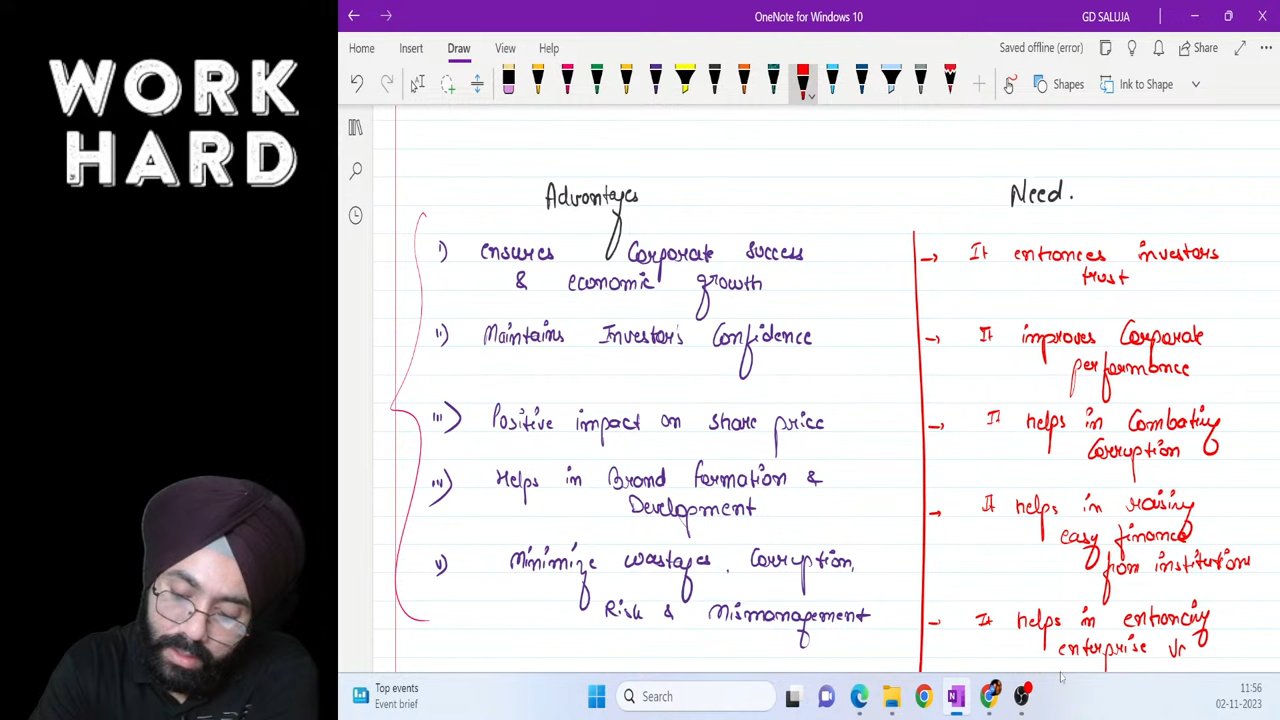 WORK
HARD
OneNote for Windows 10
GD SALUJA
Home
Insert
Draw
View
Help
Saved offline (error)
Share
Shapes
Ink to Shape
Advantages
i) ensures Corporate success
& economic growth
ii) Maintains Investor's Confidence
iii) Positive impact on share price
iv) Helps in Brand formation &
Development
v) Minimize wastages, Corruption,
Risk & Mismanagement
Need.
→ It enhances investors
trust
→ It improves Corporate
performance
→ It helps in Combating
Corruption
→ It helps in raising
easy finance
from institutions
→ It helps in enhancing
enterprise
Top events
Event brief
Search
11:56
02-11-2023